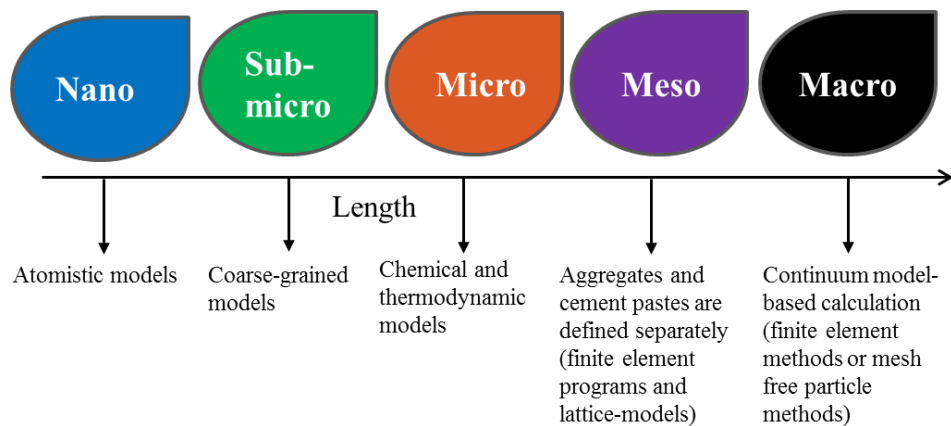 Nano
Sub-
micro
Micro
Meso
Macro
Length
Atomistic models
Coarse-grained
models
Chemical and
thermodynamic
models
Aggregates and
cement pastes are
defined separately
(finite element
programs and
lattice-models)
Continuum model-
based calculation
(finite element
methods or mesh
free particle
methods)